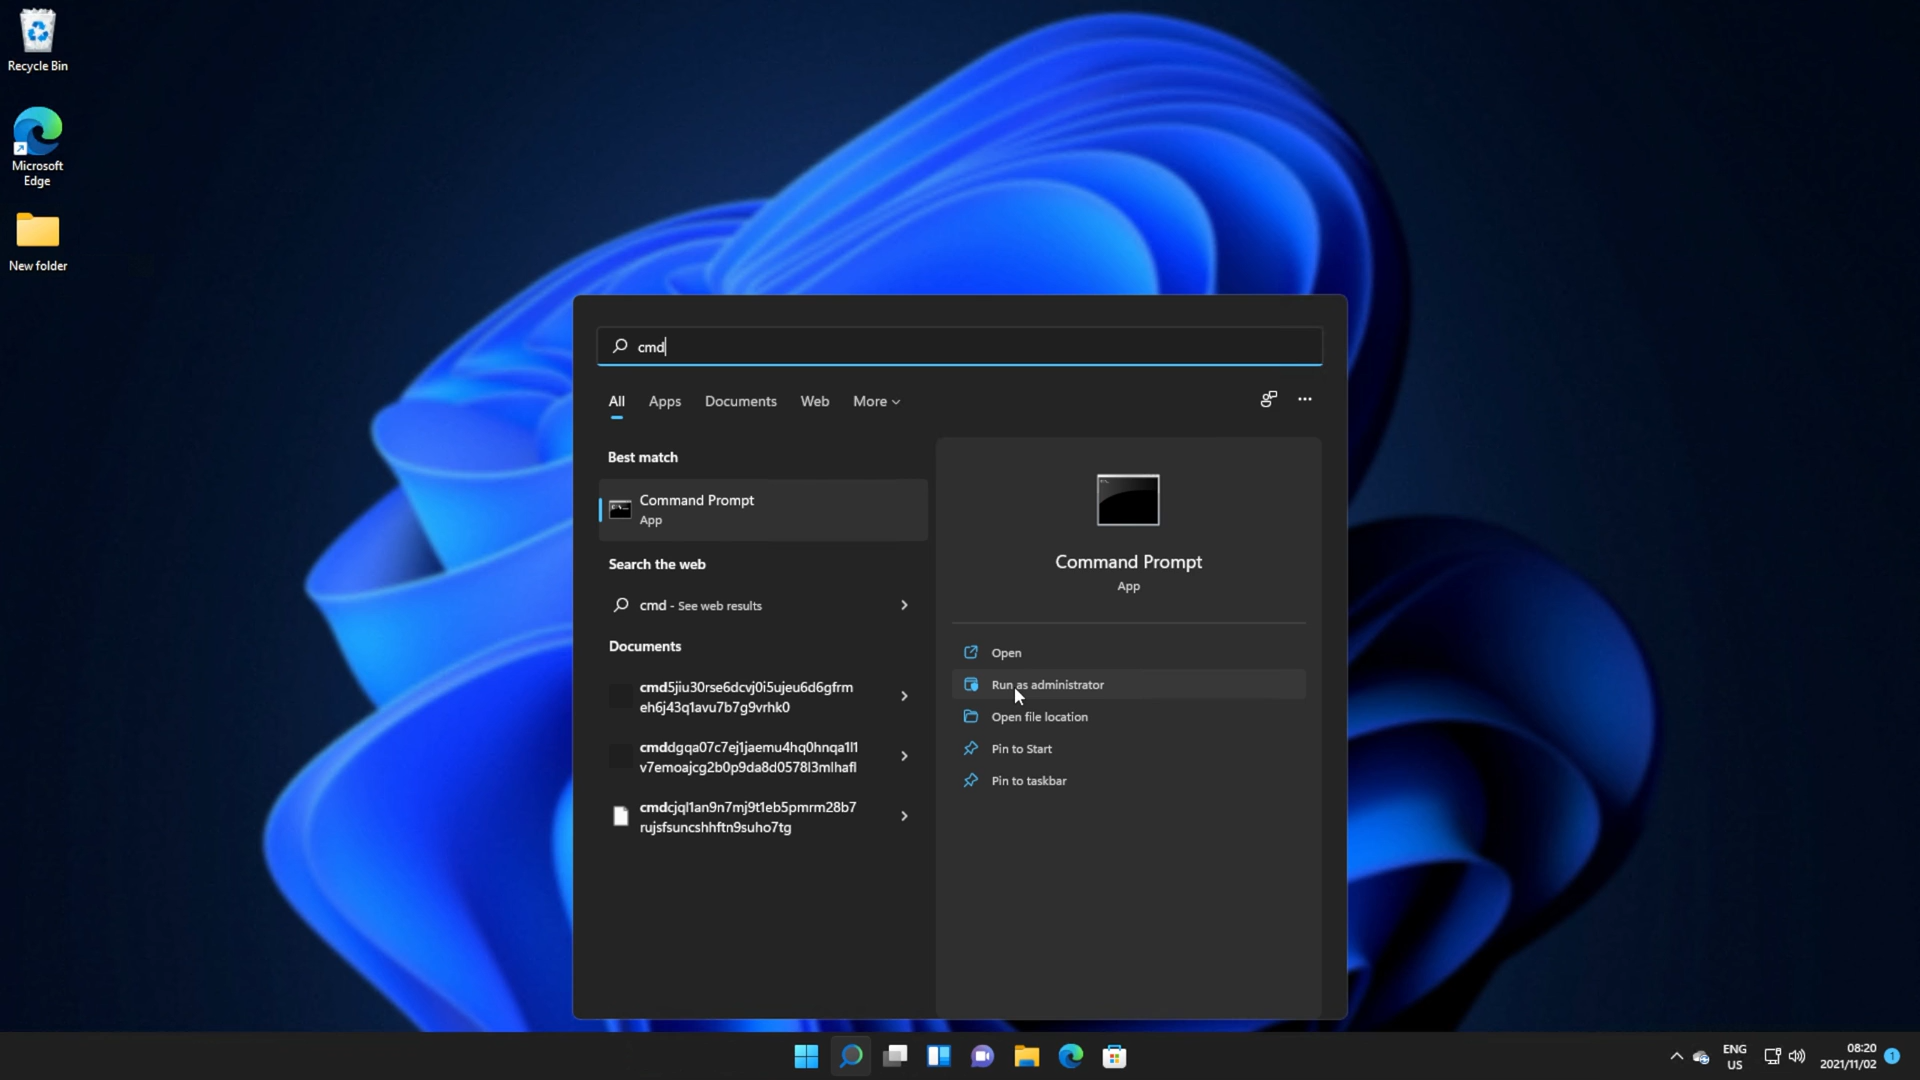 Recycle Bin
Microsoft
Edge
New folder
cmd
All
Apps
Documents
Web
More
Best match
Command Prompt
App
Search the web
cmd - See web results
Documents
cmd5jiu30rse6dcvj0i5ujeu6d6gfrm
eh6j43q1avu7b7g9vrhk0
cmddgqa07c7ej1jaemu4hq0hnqa1l1
v7emoajcg2b0p9da8d0578l3mlhafl
cmdcjql1an9n7mj9t1eb5pmrm28b7
rujsfsuncshhftn9suho7tg
Command Prompt
App
Open
Run as administrator
Open file location
Pin to Start
Pin to taskbar
ENG
US
08:20
2021/11/02
1